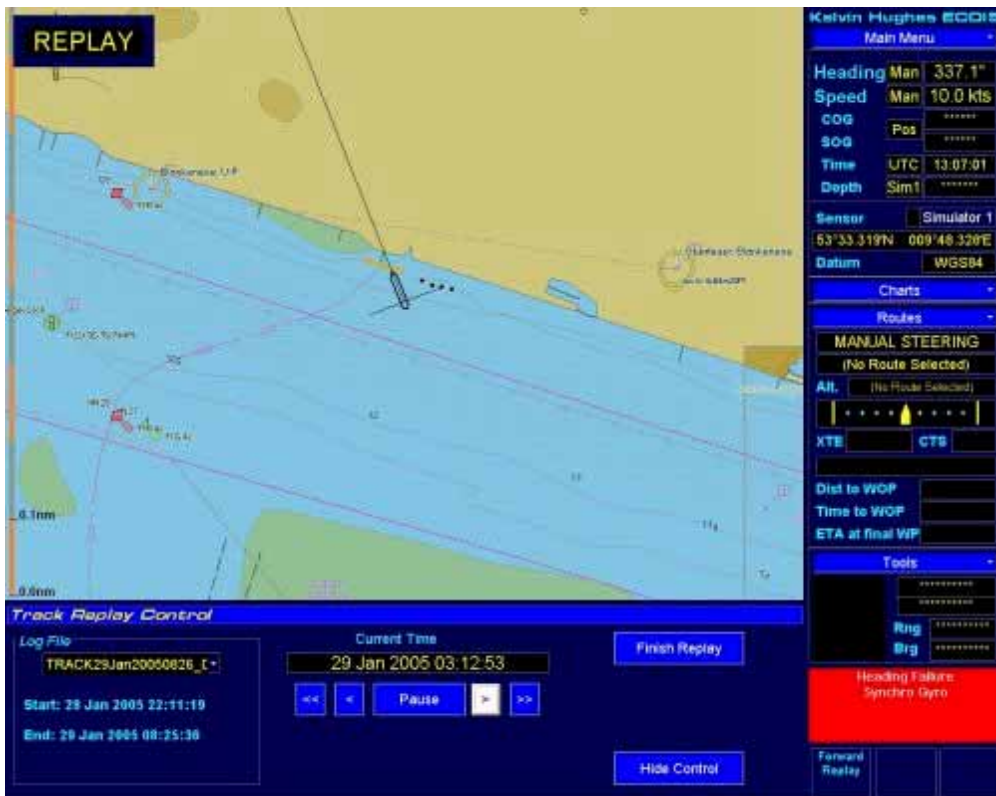 REPLAY
Kelvin Hughes ECDIS
Main Menu
Heading Man 337.1°
Speed Man 10.0 kts
COG ******
Pos
SOG ******
Time UTC 13:07:01
Depth Sim1 *******
Sensor Simulator 1
53°33.319'N 009°48.328'E
Datum WGS84
Charts
Routes
MANUAL STEERING
(No Route Selected)
Alt. (No Route Selected)
XTE CTS
Dist to WOP
Time to WOP
ETA at final WP
Tools
**********
**********
Rng **********
Brg **********
Heading Failure
Synchro Gyro
Forward
Replay
Blankenese
0.1nm
0.0nm
Track Replay Control
Log File
Current Time
Finish Replay
29 Jan 2005 03:12:53
<< < Pause > >>
Start: 28 Jan 2005 22:11:19
End: 29 Jan 2005 08:25:36
Hide Control